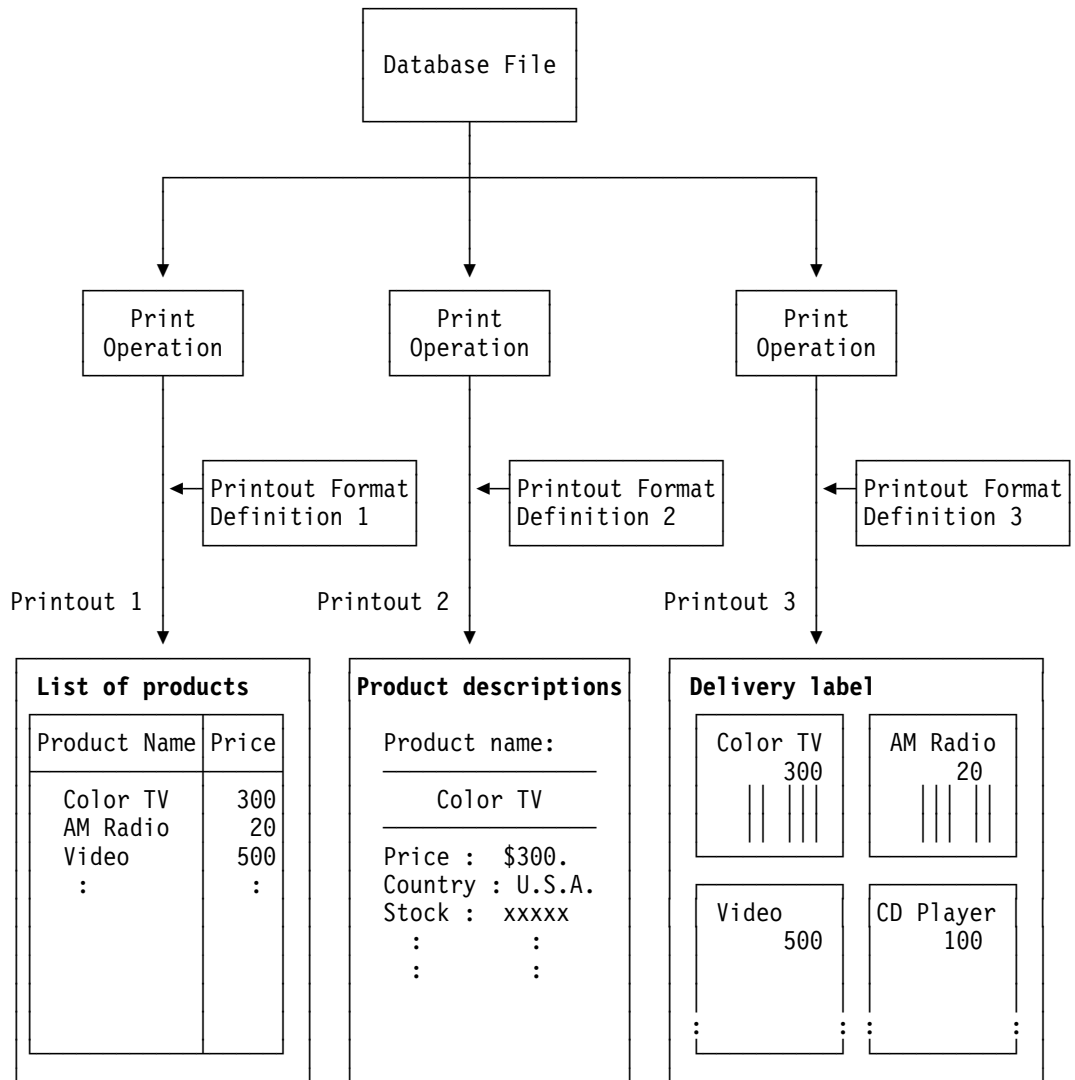 Database File
Print
Operation
Print
Operation
Print
Operation
Printout Format
Definition 1
Printout Format
Definition 2
Printout Format
Definition 3
Printout 1
Printout 2
Printout 3
List of products
Product Name Price
Color TV 300
AM Radio 20
Video 500
: :
Product descriptions
Product name:
Color TV
Price : $300.
Country : U.S.A.
Stock : xxxxx
: :
: :
Delivery label
Color TV
300
AM Radio
20
Video
500
CD Player
100
: : : :